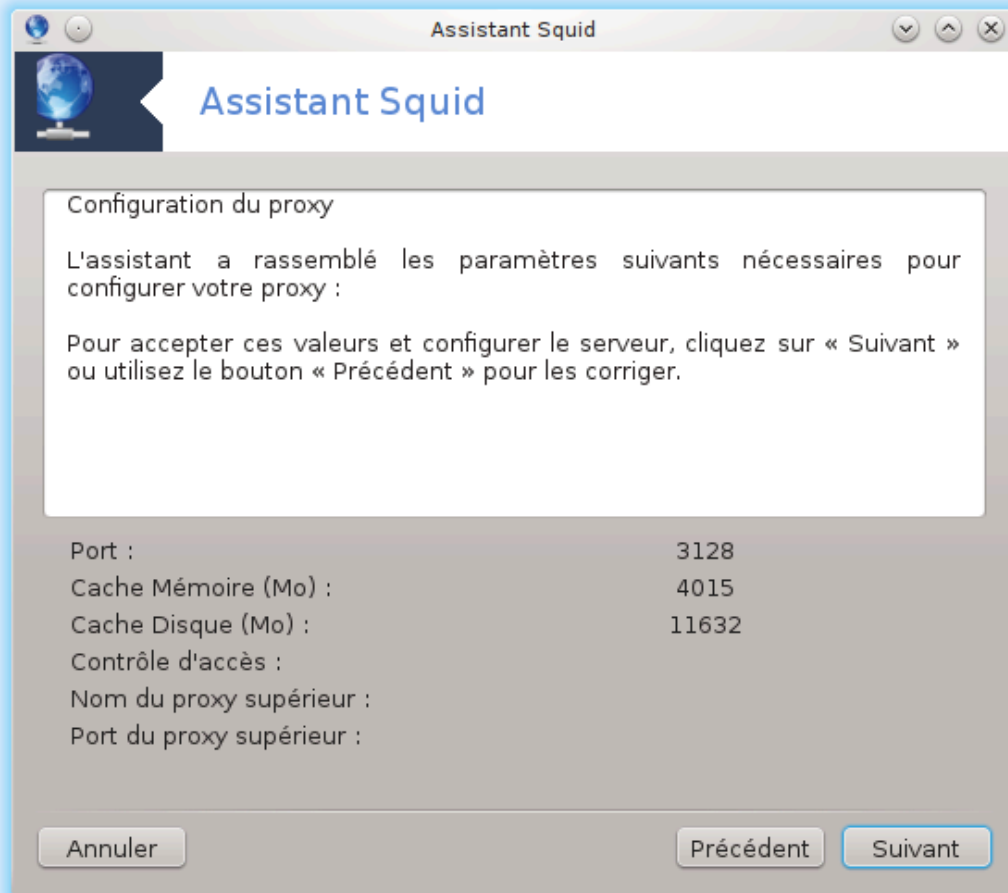 Assistant Squid
Assistant Squid
Configuration du proxy
L'assistant a rassemblé les paramètres suivants nécessaires pour
configurer votre proxy :
Pour accepter ces valeurs et configurer le serveur, cliquez sur « Suivant »
ou utilisez le bouton « Précédent » pour les corriger.
Port : 3128
Cache Mémoire (Mo) : 4015
Cache Disque (Mo) : 11632
Contrôle d'accès :
Nom du proxy supérieur :
Port du proxy supérieur :
Annuler Précédent Suivant